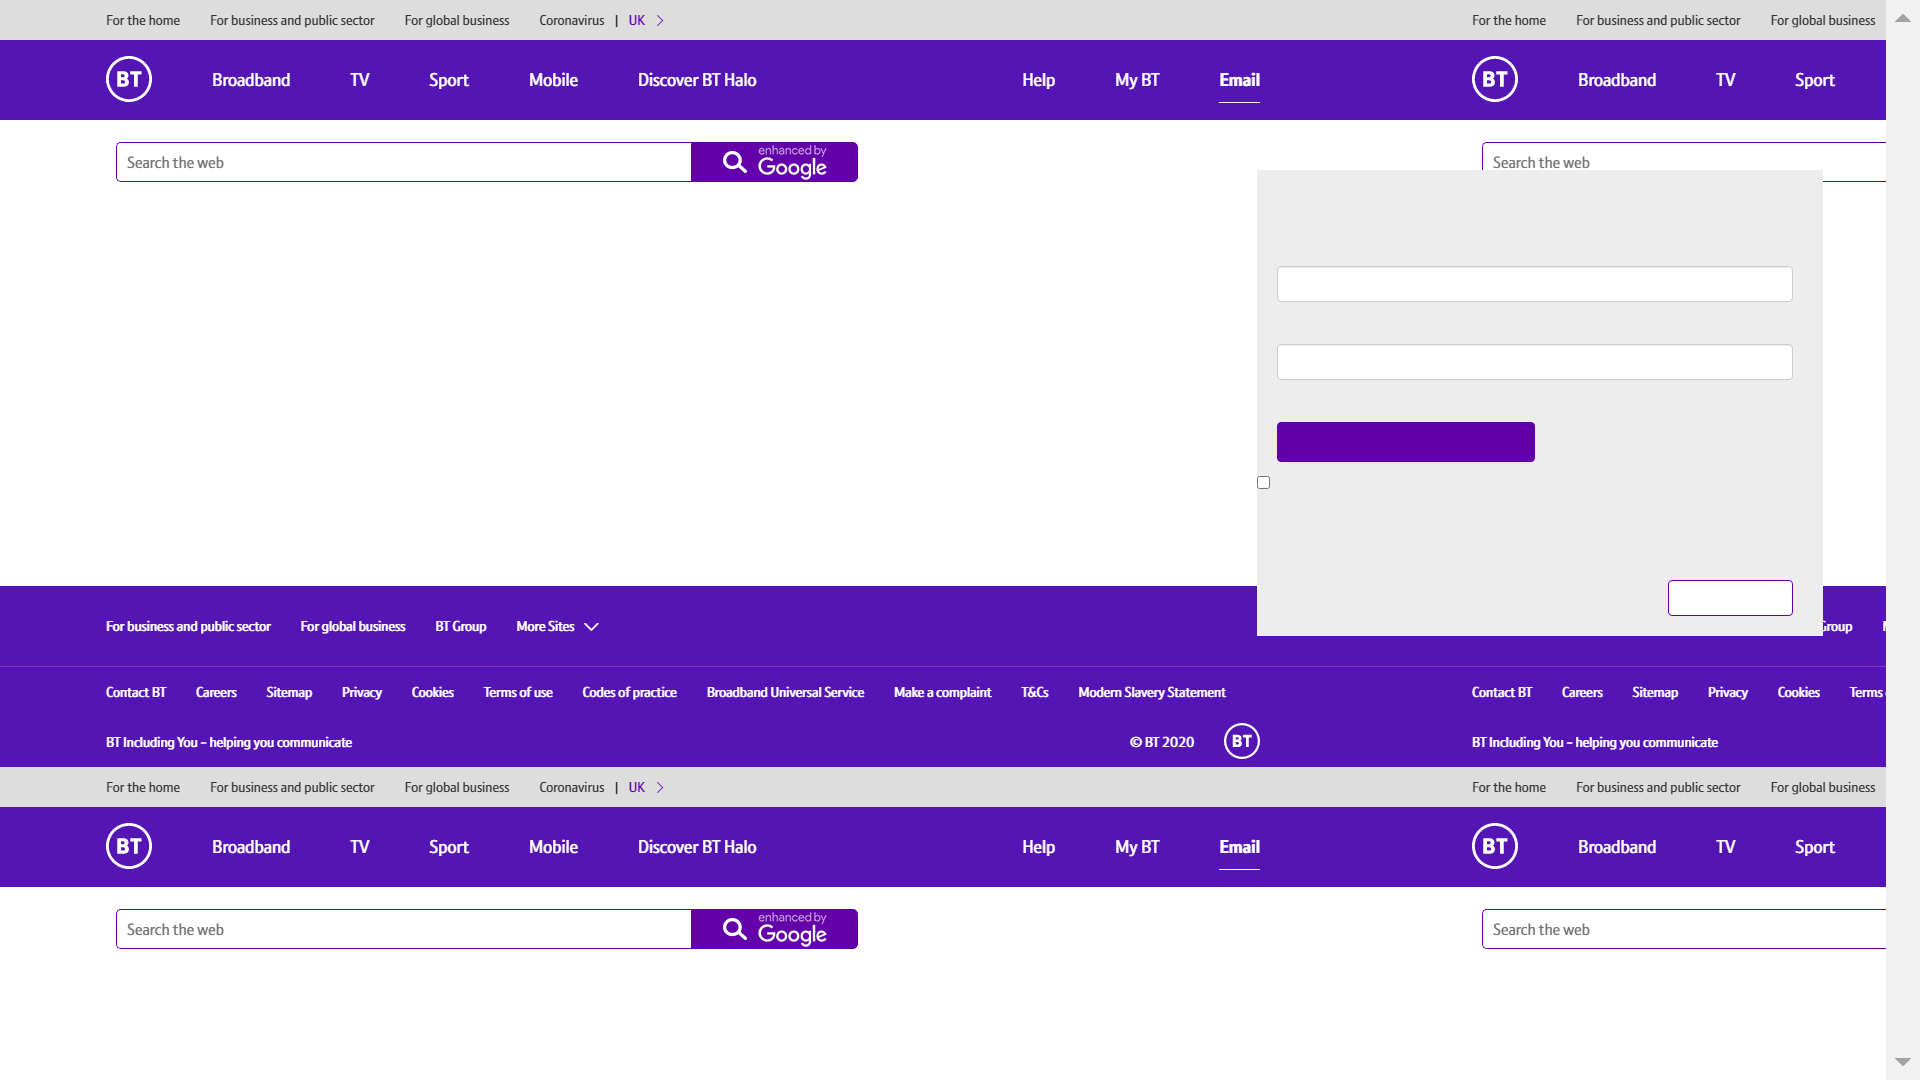 For the home For business and public sector For global business Coronavirus | UK For the home For business and public sector For global business
BT Broadband TV Sport Mobile Discover BT Halo Help My BT Email BT Broadband TV Sport
Search the web enhanced by Google Search the web
For business and public sector For global business BT Group More Sites Group
Contact BT Careers Sitemap Privacy Cookies Terms of use Codes of practice Broadband Universal Service Make a complaint T&Cs Modern Slavery Statement Contact BT Careers Sitemap Privacy Cookies Terms
BT Including You – helping you communicate © BT 2020 BT BT Including You – helping you communicate
For the home For business and public sector For global business Coronavirus | UK For the home For business and public sector For global business
BT Broadband TV Sport Mobile Discover BT Halo Help My BT Email BT Broadband TV Sport
Search the web enhanced by Google Search the web